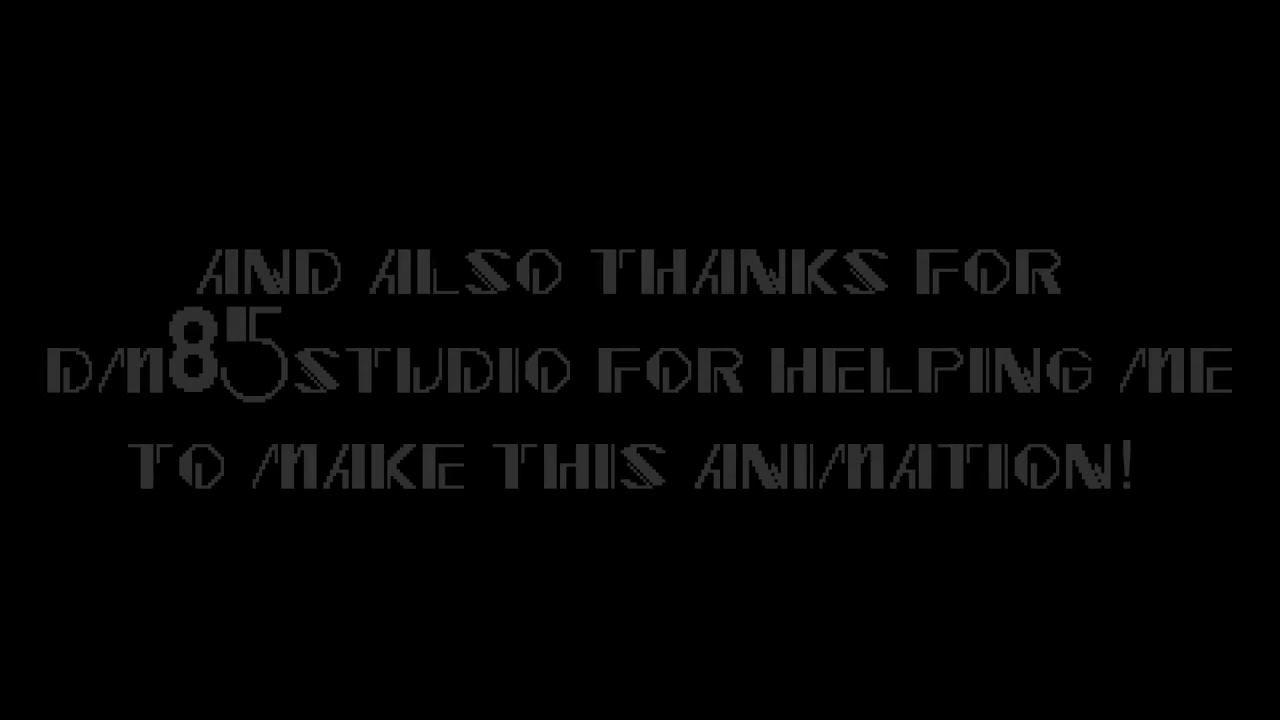 AND ALSO THANKS FOR
DM85STUDIO FOR HELPING ME
TO MAKE THIS ANIMATION!